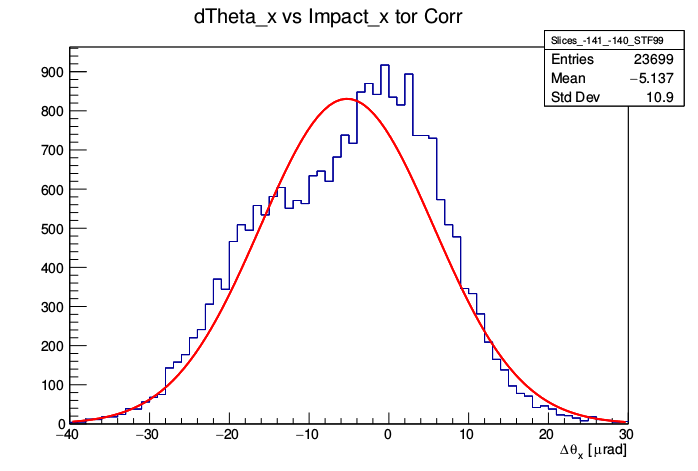 dTheta_x vs Impact_x tor Corr
Slices_-141_-140_STF99
Entries 23699
Mean −5.137
Std Dev 10.9
900
800
700
600
500
400
300
200
100
0
−40 −30 −20 −10 0 10 20 30
Δθx [μrad]